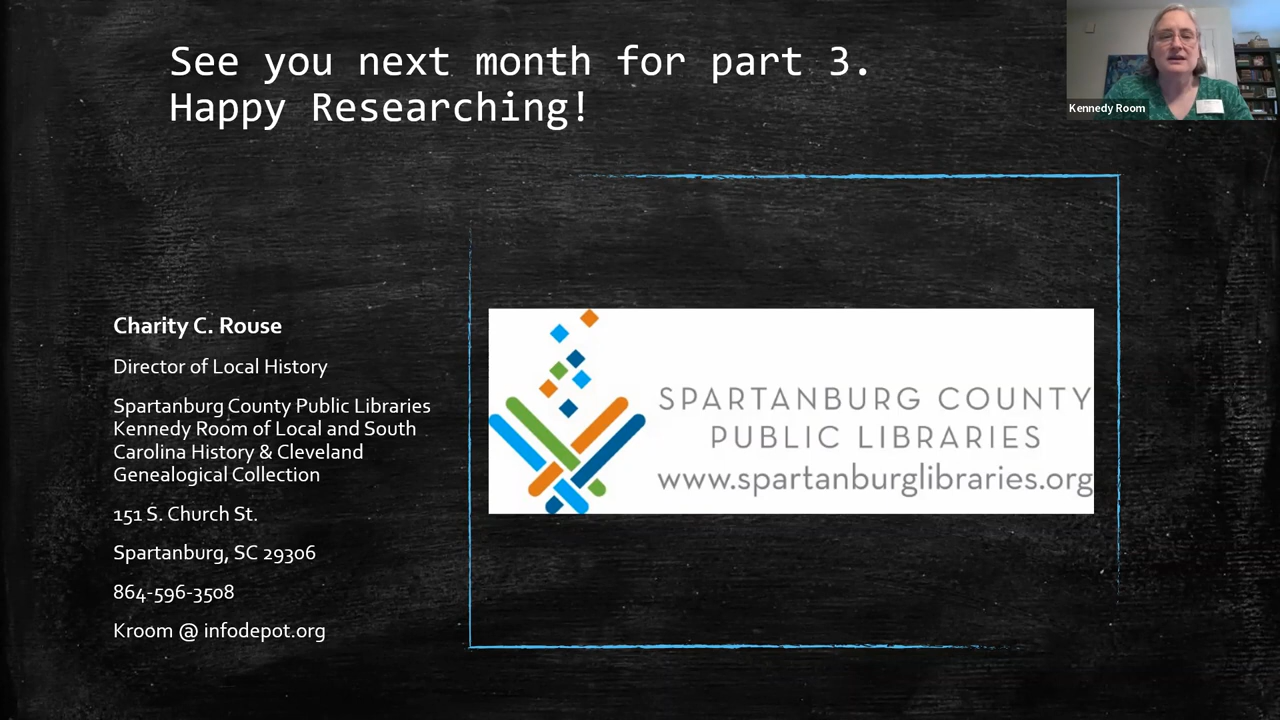 See you next month for part 3.
Happy Researching!
Kennedy Room
Charity C. Rouse
Director of Local History
Spartanburg County Public Libraries
Kennedy Room of Local and South
Carolina History & Cleveland
Genealogical Collection
151 S. Church St.
Spartanburg, SC 29306
864-596-3508
Kroom @ infodepot.org
SPARTANBURG COUNTY
PUBLIC LIBRARIES
www.spartanburglibraries.org